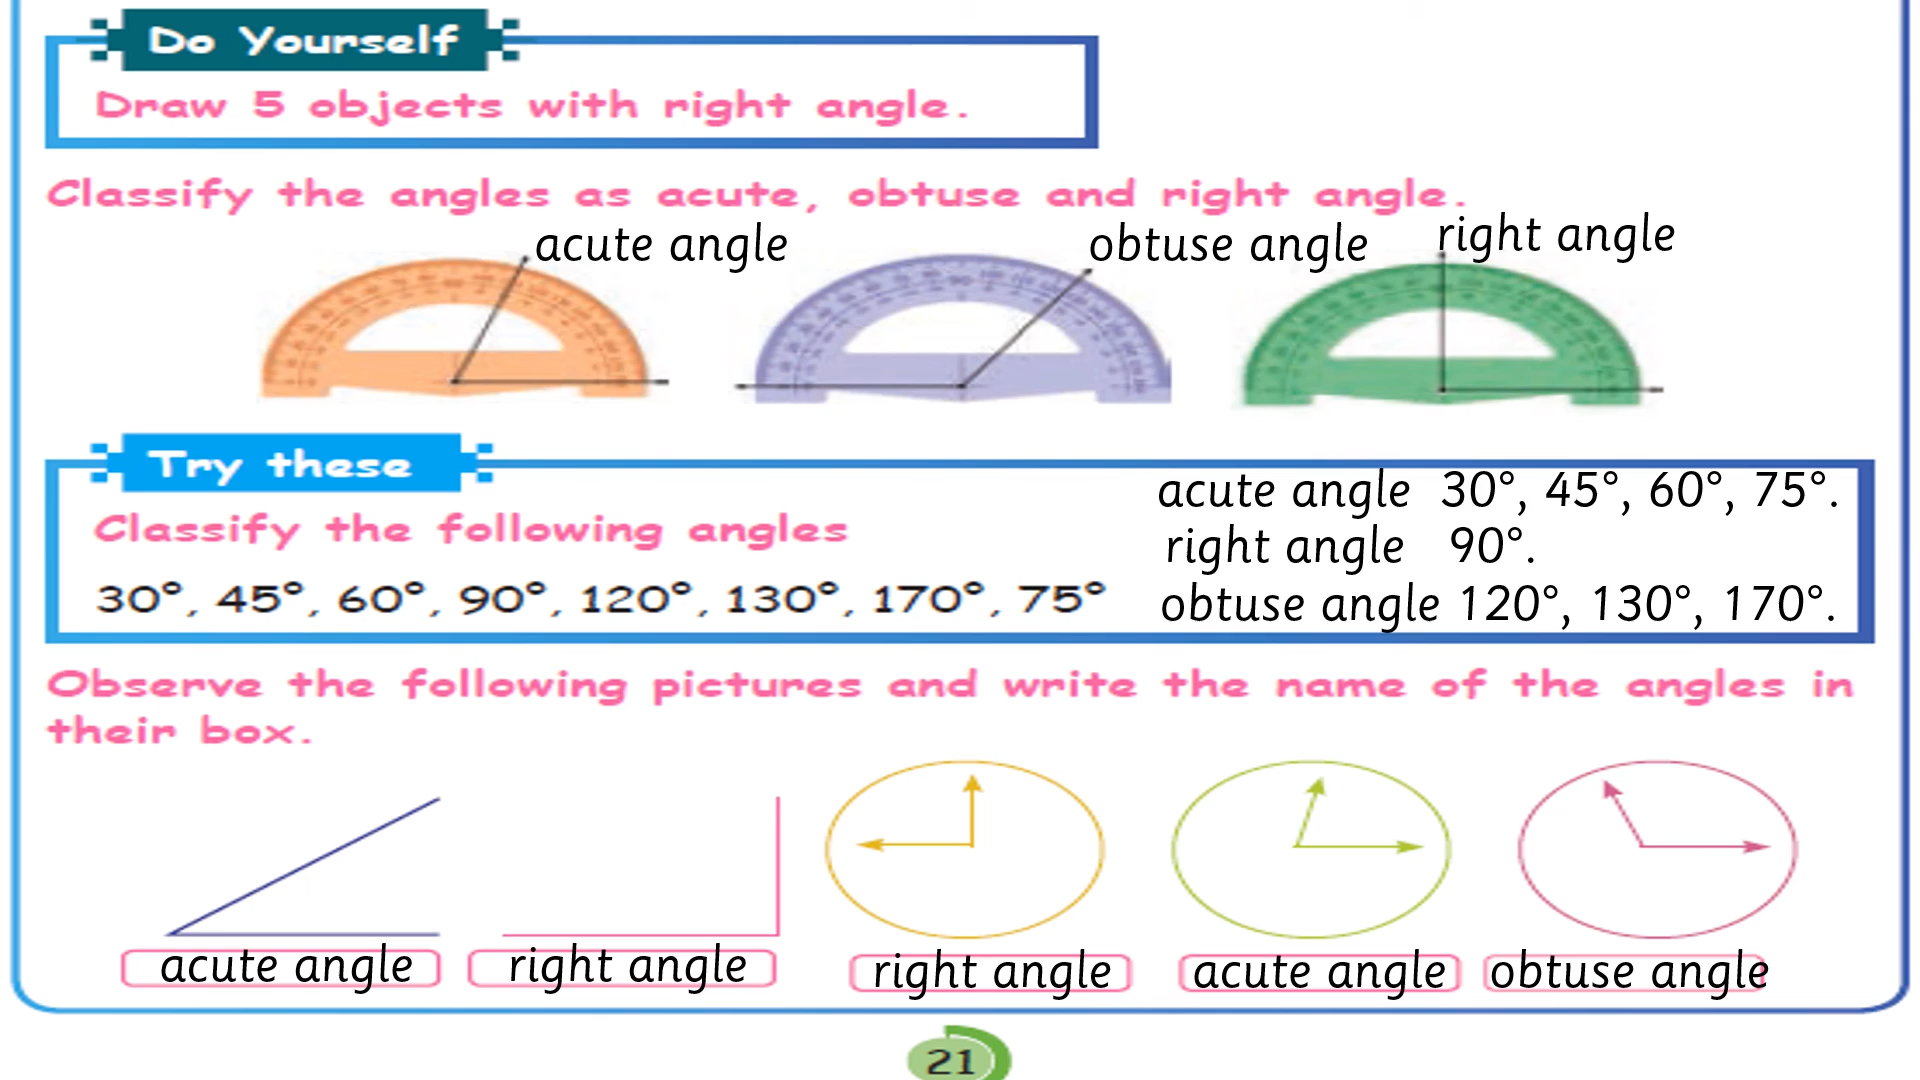 Do Yourself
Draw 5 objects with right angle.
Classify the angles as acute, obtuse and right angle.
acute angle
obtuse angle
right angle
Try these
Classify the following angles
30°, 45°, 60°, 90°, 120°, 130°, 170°, 75°
acute angle 30°, 45°, 60°, 75°.
right angle 90°.
obtuse angle 120°, 130°, 170°.
Observe the following pictures and write the name of the angles in
their box.
acute angle
right angle
right angle
acute angle
obtuse angle
21